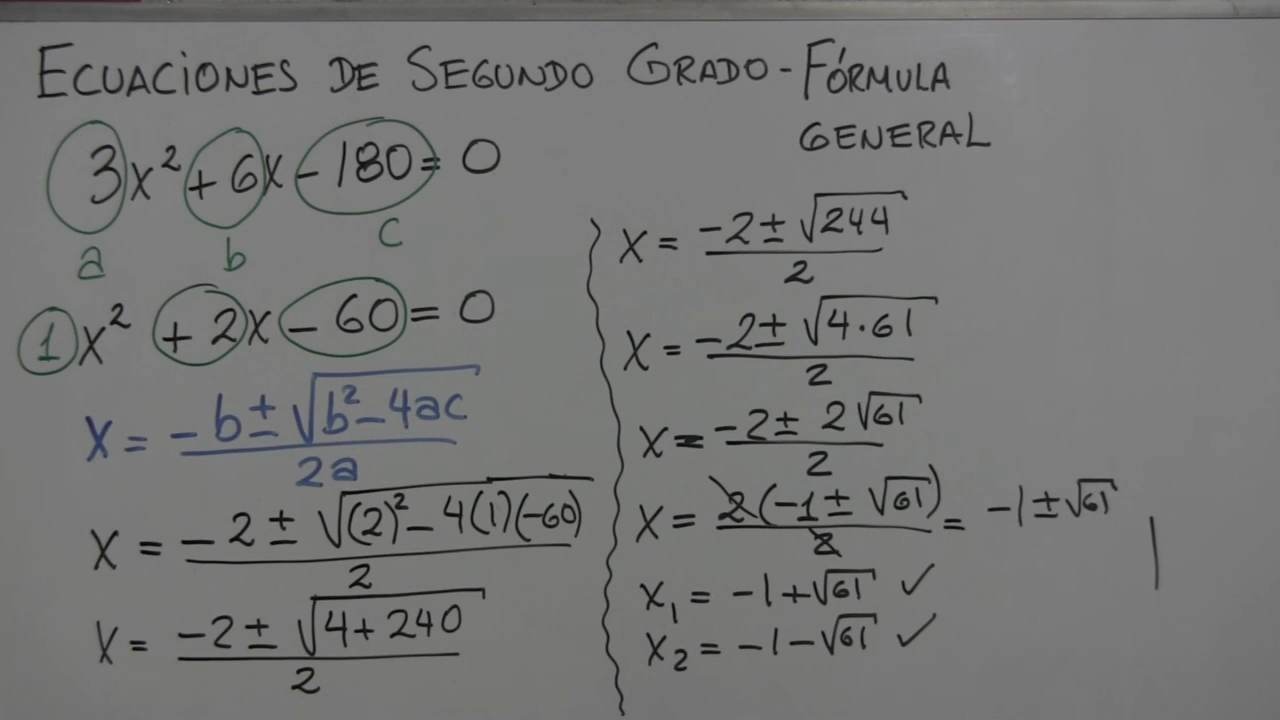 ECUACIONES DE SEGUNDO GRADO - FÓRMULA
GENERAL
3x² + 6x - 180 = 0
a b c
1x² + 2x - 60 = 0
x = (-b ± √(b² - 4ac)) / 2a
x = (-2 ± √((2)² - 4(1)(-60))) / 2
x = (-2 ± √(4 + 240)) / 2
x = (-2 ± √244) / 2
x = (-2 ± √(4·61)) / 2
x = (-2 ± 2√61) / 2
x = 2(-1 ± √61) / 2 = -1 ± √61
x₁ = -1 + √61 ✓
x₂ = -1 - √61 ✓